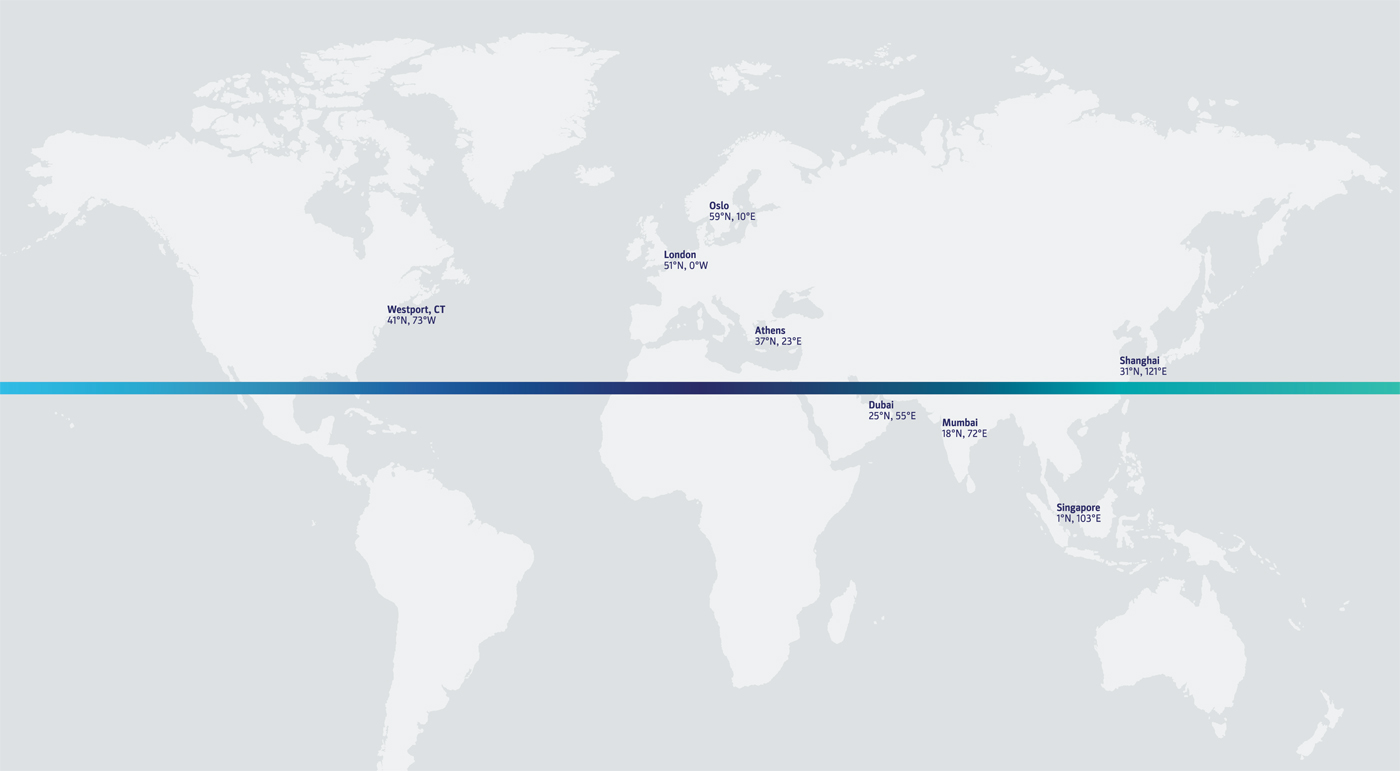 Oslo
59°N, 10°E
London
51°N, 0°W
Westport, CT
41°N, 73°W
Athens
37°N, 23°E
Shanghai
31°N, 121°E
Dubai
25°N, 55°E
Mumbai
18°N, 72°E
Singapore
1°N, 103°E